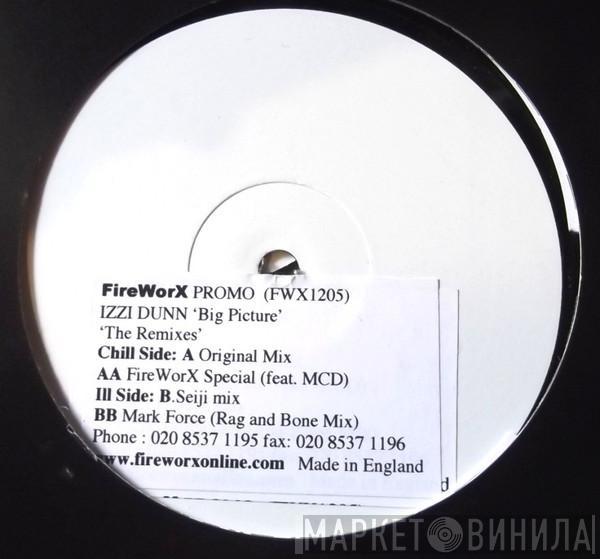 FireWorX PROMO (FWX1205)
IZZI DUNN ‘Big Picture’
‘The Remixes’
Chill Side: A Original Mix
AA FireWorX Special (feat. MCD)
Ill Side: B.Seiji mix
BB Mark Force (Rag and Bone Mix)
Phone : 020 8537 1195 fax: 020 8537 1196
www.fireworxonline.com Made in England
d
МАРКЕТ ВИНИЛА